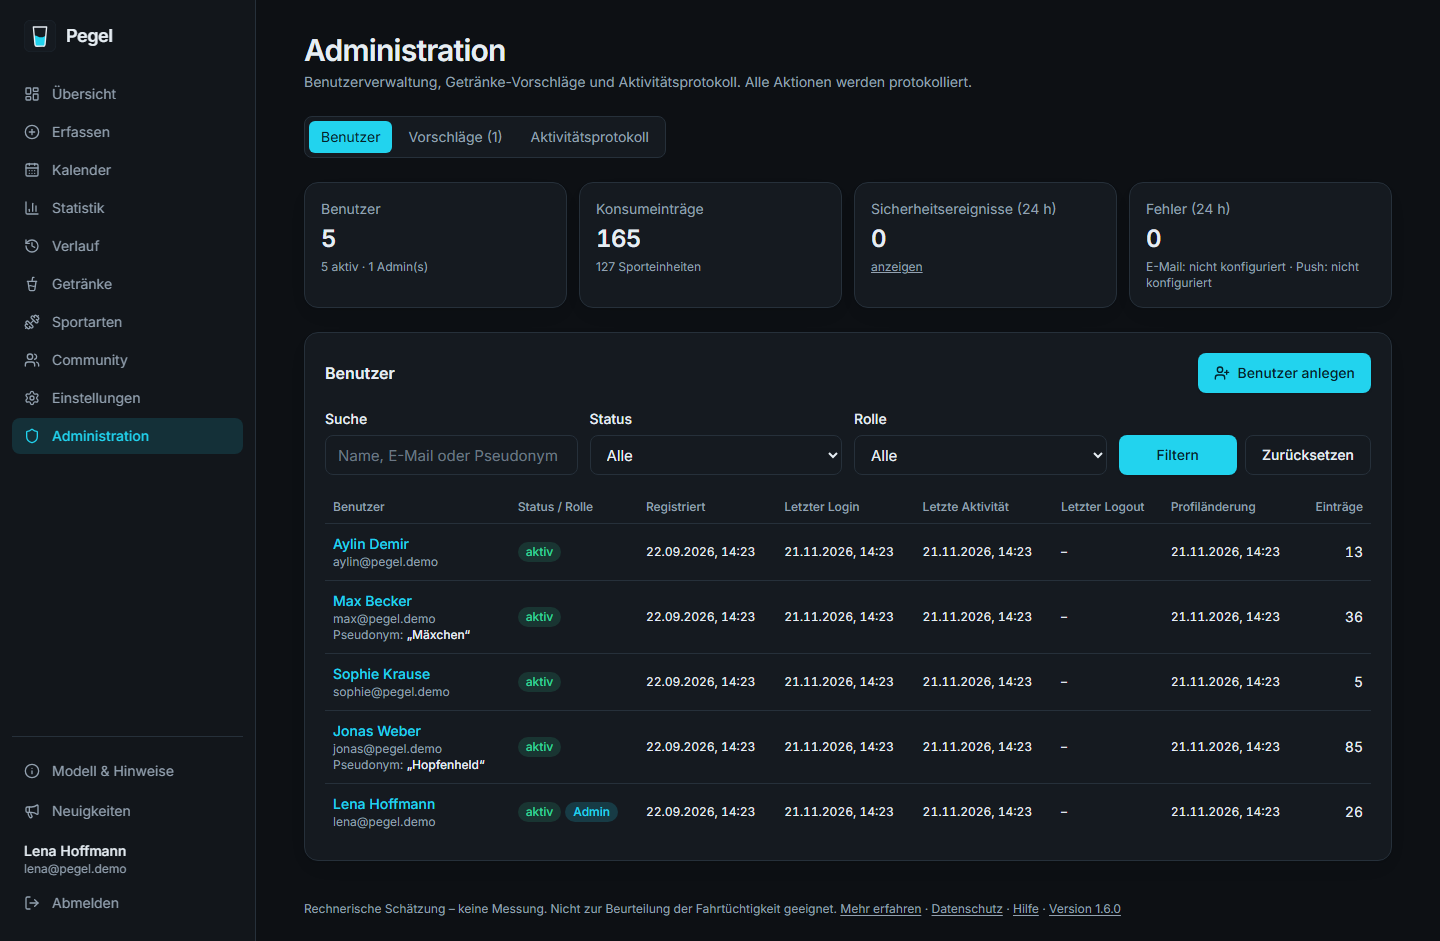 Pegel
Übersicht
Erfassen
Kalender
Statistik
Verlauf
Getränke
Sportarten
Community
Einstellungen
Administration
Modell & Hinweise
Neuigkeiten
Lena Hoffmann
lena@pegel.demo
Abmelden
Administration
Benutzerverwaltung, Getränke-Vorschläge und Aktivitätsprotokoll. Alle Aktionen werden protokolliert.
Benutzer Vorschläge (1) Aktivitätsprotokoll
Benutzer
5
5 aktiv · 1 Admin(s)
Konsumeinträge
165
127 Sporteinheiten
Sicherheitsereignisse (24 h)
0
anzeigen
Fehler (24 h)
0
E-Mail: nicht konfiguriert · Push: nicht
konfiguriert
Benutzer
Benutzer anlegen
Suche Status Rolle
Name, E-Mail oder Pseudonym Alle Alle Filtern Zurücksetzen
Benutzer Status / Rolle Registriert Letzter Login Letzte Aktivität Letzter Logout Profiländerung Einträge
Aylin Demir
aylin@pegel.demo
aktiv 22.09.2026, 14:23 21.11.2026, 14:23 21.11.2026, 14:23 – 21.11.2026, 14:23 13
Max Becker
max@pegel.demo
Pseudonym: „Mäxchen“
aktiv 22.09.2026, 14:23 21.11.2026, 14:23 21.11.2026, 14:23 – 21.11.2026, 14:23 36
Sophie Krause
sophie@pegel.demo
aktiv 22.09.2026, 14:23 21.11.2026, 14:23 21.11.2026, 14:23 – 21.11.2026, 14:23 5
Jonas Weber
jonas@pegel.demo
Pseudonym: „Hopfenheld“
aktiv 22.09.2026, 14:23 21.11.2026, 14:23 21.11.2026, 14:23 – 21.11.2026, 14:23 85
Lena Hoffmann
lena@pegel.demo
aktiv Admin 22.09.2026, 14:23 21.11.2026, 14:23 21.11.2026, 14:23 – 21.11.2026, 14:23 26
Rechnerische Schätzung – keine Messung. Nicht zur Beurteilung der Fahrtüchtigkeit geeignet. Mehr erfahren · Datenschutz · Hilfe · Version 1.6.0